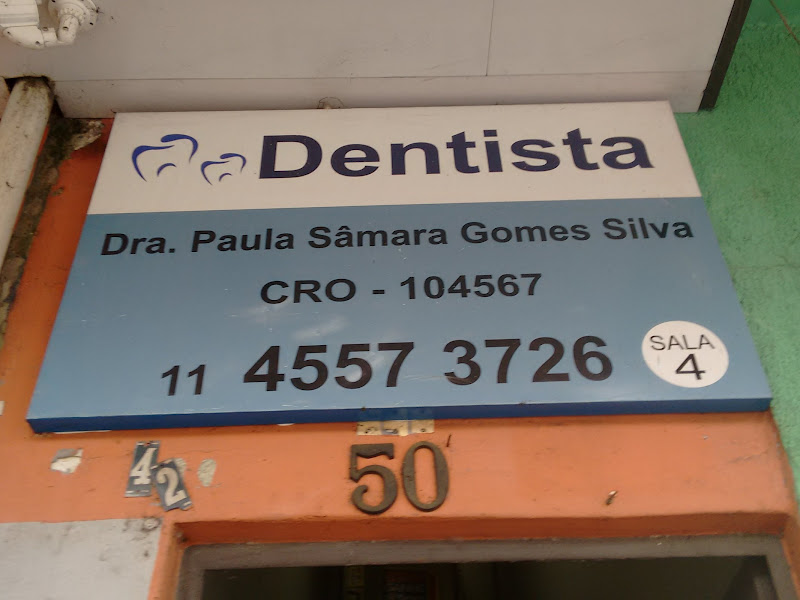 Dentista
Dra. Paula Sâmara Gomes Silva
CRO - 104567
11 4557 3726
SALA
4
42
50